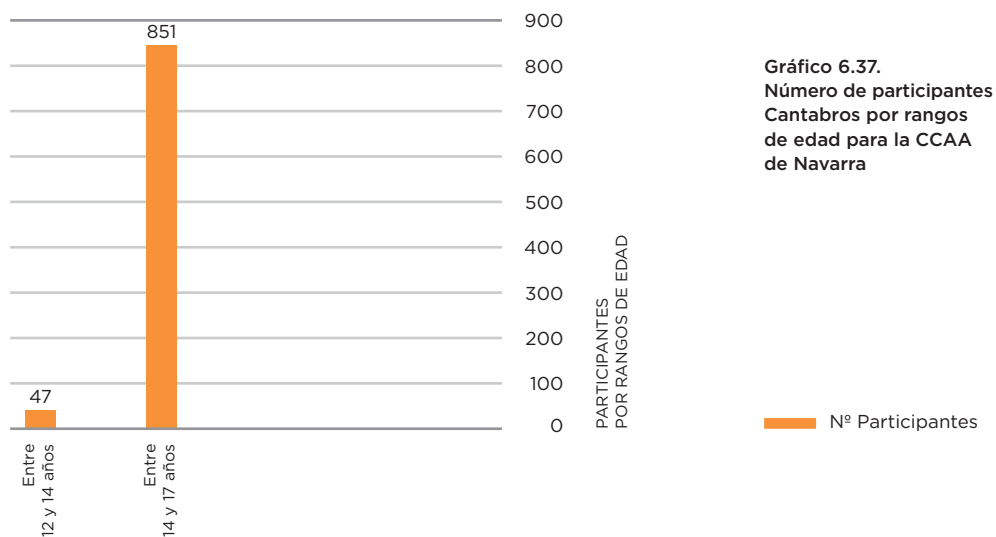 900
851
800
700
600
500
400
300
200
100
0
47
Entre
12 y 14 años
Entre
14 y 17 años
PARTICIPANTES
POR RANGOS DE EDAD
Gráfico 6.37.
Número de participantes
Cantabros por rangos
de edad para la CCAA
de Navarra
Nº Participantes